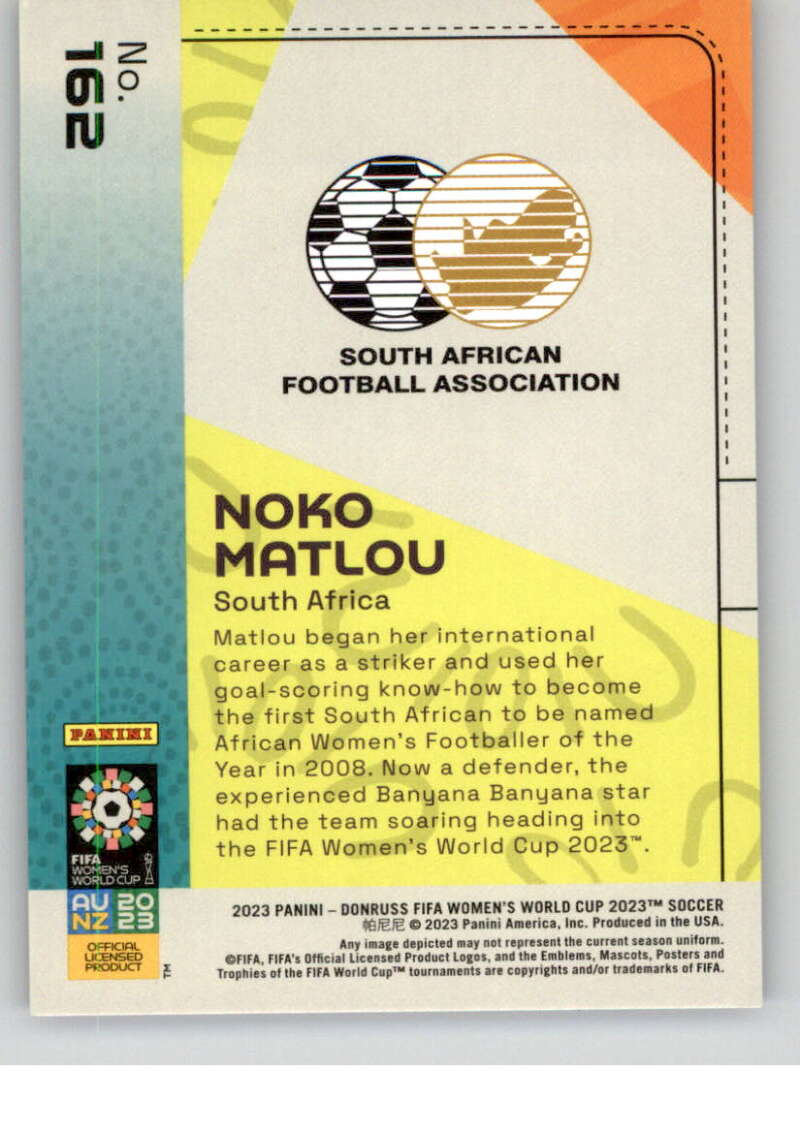 No.
162
SOUTH AFRICAN
FOOTBALL ASSOCIATION
NOKO
MATLOU
South Africa
Matlou began her international
career as a striker and used her
goal-scoring know-how to become
the first South African to be named
African Women's Footballer of the
Year in 2008. Now a defender, the
experienced Banyana Banyana star
had the team soaring heading into
the FIFA Women's World Cup 2023™.
PANINI
FIFA
WOMEN'S
WORLD CUP
AU 20
NZ 23
OFFICIAL
LICENSED
PRODUCT
TM
2023 PANINI – DONRUSS FIFA WOMEN'S WORLD CUP 2023™ SOCCER
帕尼尼 © 2023 Panini America, Inc. Produced in the USA.
Any image depicted may not represent the current season uniform.
©FIFA, FIFA's Official Licensed Product Logos, and the Emblems, Mascots, Posters and
Trophies of the FIFA World Cup™ tournaments are copyrights and/or trademarks of FIFA.